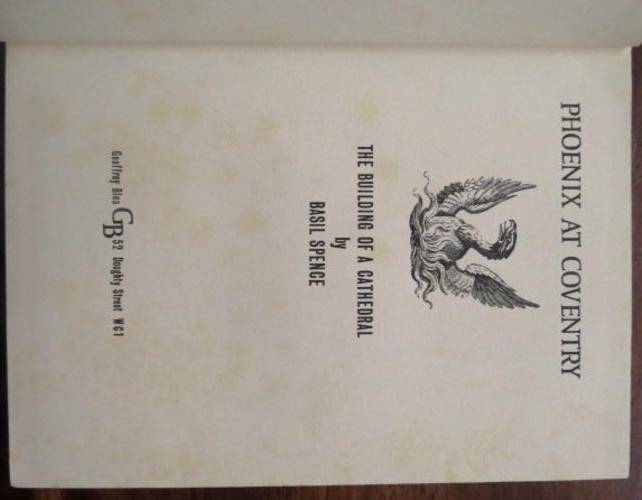 PHOENIX AT COVENTRY
THE BUILDING OF A CATHEDRAL
by
BASIL SPENCE
Geoffrey Bles GB 52 Doughty Street WC1